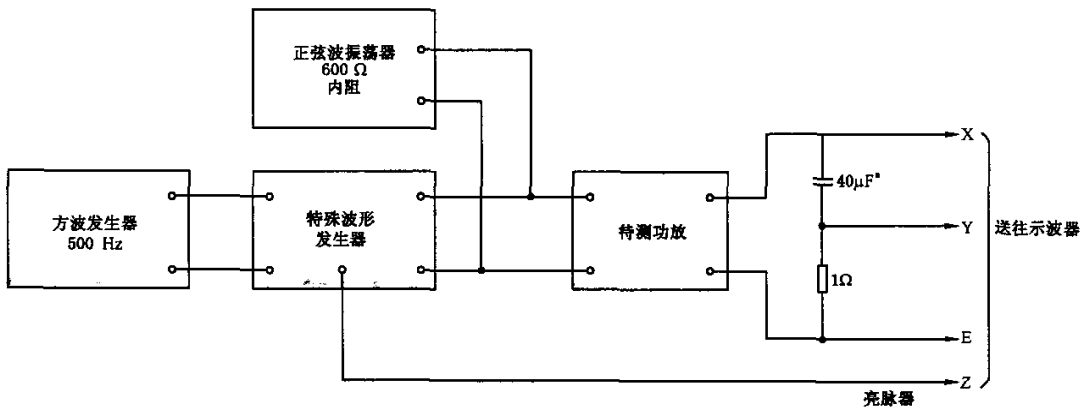 正弦波振荡器
600 Ω
内阻
方波发生器
500 Hz
特殊波形
发生器
待测功放
40μF*
1Ω
X
Y
E
Z
送往示波器
亮脉器